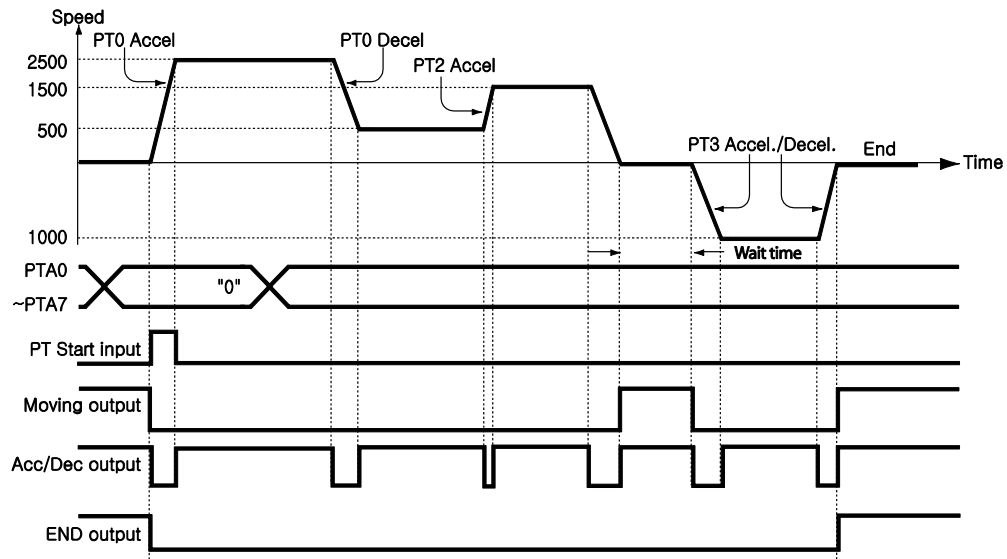 Speed
PT0 Accel
PT0 Decel
PT2 Accel
2500
1500
500
PT3 Accel./Decel.
End
Time
1000
Wait time
PTA0
~PTA7
"0"
PT Start input
Moving output
Acc/Dec output
END output